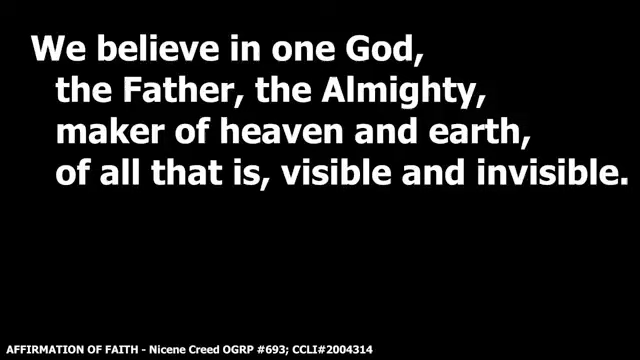 We believe in one God,
the Father, the Almighty,
maker of heaven and earth,
of all that is, visible and invisible.
AFFIRMATION OF FAITH - Nicene Creed OGRP #693; CCLI#2004314